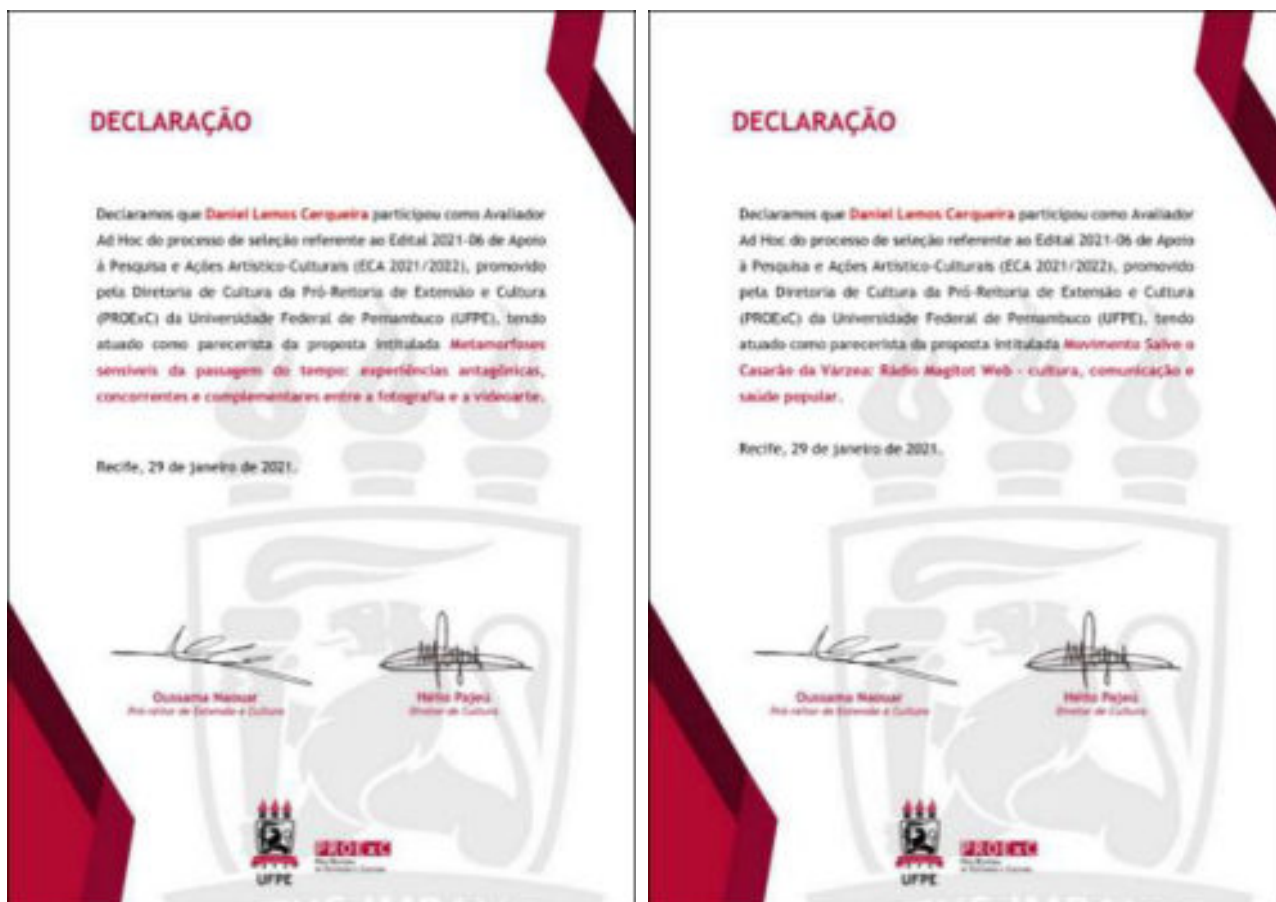 DECLARAÇÃO
Declaramos que Daniel Lemos Cerqueira participou como Avaliador
Ad Hoc do processo de seleção referente ao Edital 2021-06 de Apoio
à Pesquisa e Ações Artístico-Culturais (ECA 2021/2022), promovido
pela Diretoria de Cultura da Pró-Reitoria de Extensão e Cultura
(PROExC) da Universidade Federal de Pernambuco (UFPE), tendo
atuado como parecerista da proposta intitulada Metamorfoses
sensíveis da passagem do tempo: experiências antagônicas,
concorrentes e complementares entre a fotografia e a videoarte.
Recife, 29 de janeiro de 2021.
Oussama Naouar
Pró-reitor de Extensão e Cultura
Hélio Pajeú
Diretor de Cultura
UFPE
PROExC
DECLARAÇÃO
Declaramos que Daniel Lemos Cerqueira participou como Avaliador
Ad Hoc do processo de seleção referente ao Edital 2021-06 de Apoio
à Pesquisa e Ações Artístico-Culturais (ECA 2021/2022), promovido
pela Diretoria de Cultura da Pró-Reitoria de Extensão e Cultura
(PROExC) da Universidade Federal de Pernambuco (UFPE), tendo
atuado como parecerista da proposta intitulada Movimento Salve o
Casarão da Várzea: Rádio Magitot Web - cultura, comunicação e
saúde popular.
Recife, 29 de janeiro de 2021.
Oussama Naouar
Pró-reitor de Extensão e Cultura
Hélio Pajeú
Diretor de Cultura
UFPE
PROExC